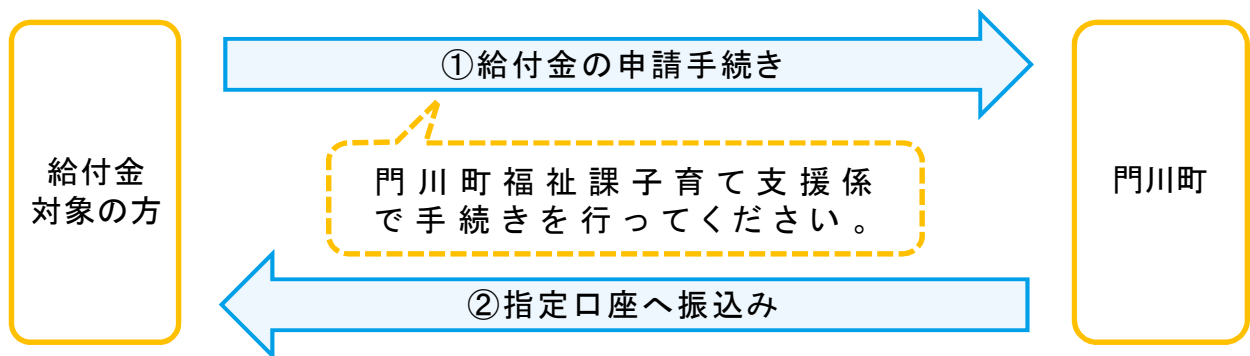 ①給付金の申請手続き
給付金
対象の方
門川町福祉課子育て支援係
で手続きを行ってください。
門川町
②指定口座へ振込み